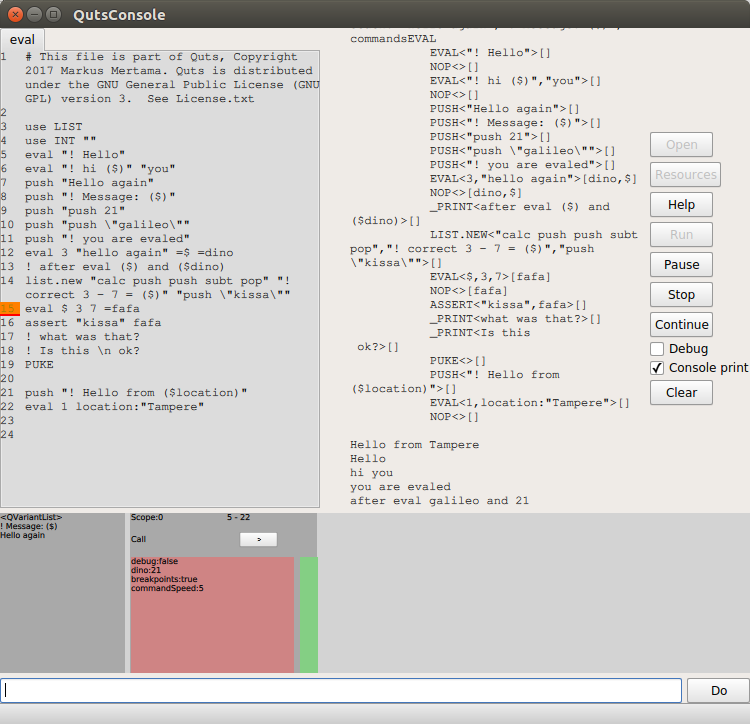 QutsConsole
eval
1 # This file is part of Quts, Copyright
2017 Markus Mertama. Quts is distributed
under the GNU General Public License (GNU
GPL) version 3.  See License.txt
2
3 use LIST
4 use INT ""
5 eval "! Hello"
6 eval "! hi ($)" "you"
7 push "Hello again"
8 push "! Message: ($)"
9 push "push 21"
10 push "push \"galileo\""
11 push "! you are evaled"
12 eval 3 "hello again" =$ =dino
13 ! after eval ($) and ($dino)
14 list.new "calc push push subt pop" "!
correct 3 - 7 = ($)" "push \"kissa\""
15 eval $ 3 7 =fafa
16 assert "kissa" fafa
17 ! what was that?
18 ! Is this \n ok?
19 PUKE
20
21 push "! Hello from ($location)"
22 eval 1 location:"Tampere"
23
24
commandsEVAL
EVAL<"! Hello">[]
NOP<>[]
EVAL<"! hi ($)","you">[]
NOP<>[]
PUSH<"Hello again">[]
PUSH<"! Message: ($)">[]
PUSH<"push 21">[]
PUSH<"push \"galileo\"">[]
PUSH<"! you are evaled">[]
EVAL<3,"hello again">[dino,$]
NOP<>[dino,$]
_PRINT<after eval ($) and
($dino)>[]
LIST.NEW<"calc push push subt
pop","! correct 3 - 7 = ($)","push
\"kissa\"">[]
EVAL<$,3,7>[fafa]
NOP<>[fafa]
ASSERT<"kissa",fafa>[]
_PRINT<what was that?>[]
_PRINT<Is this
ok?>[]
PUKE<>[]
PUSH<"! Hello from
($location)">[]
EVAL<1,location:"Tampere">[]
NOP<>[]
Hello from Tampere
Hello
hi you
you are evaled
after eval galileo and 21
Open
Resources
Help
Run
Pause
Stop
Continue
Debug
Console print
Clear
<QVariantList>
! Message: ($)
Hello again
Scope:0 5 - 22
Call >
debug:false
dino:21
breakpoints:true
commandSpeed:5
Do